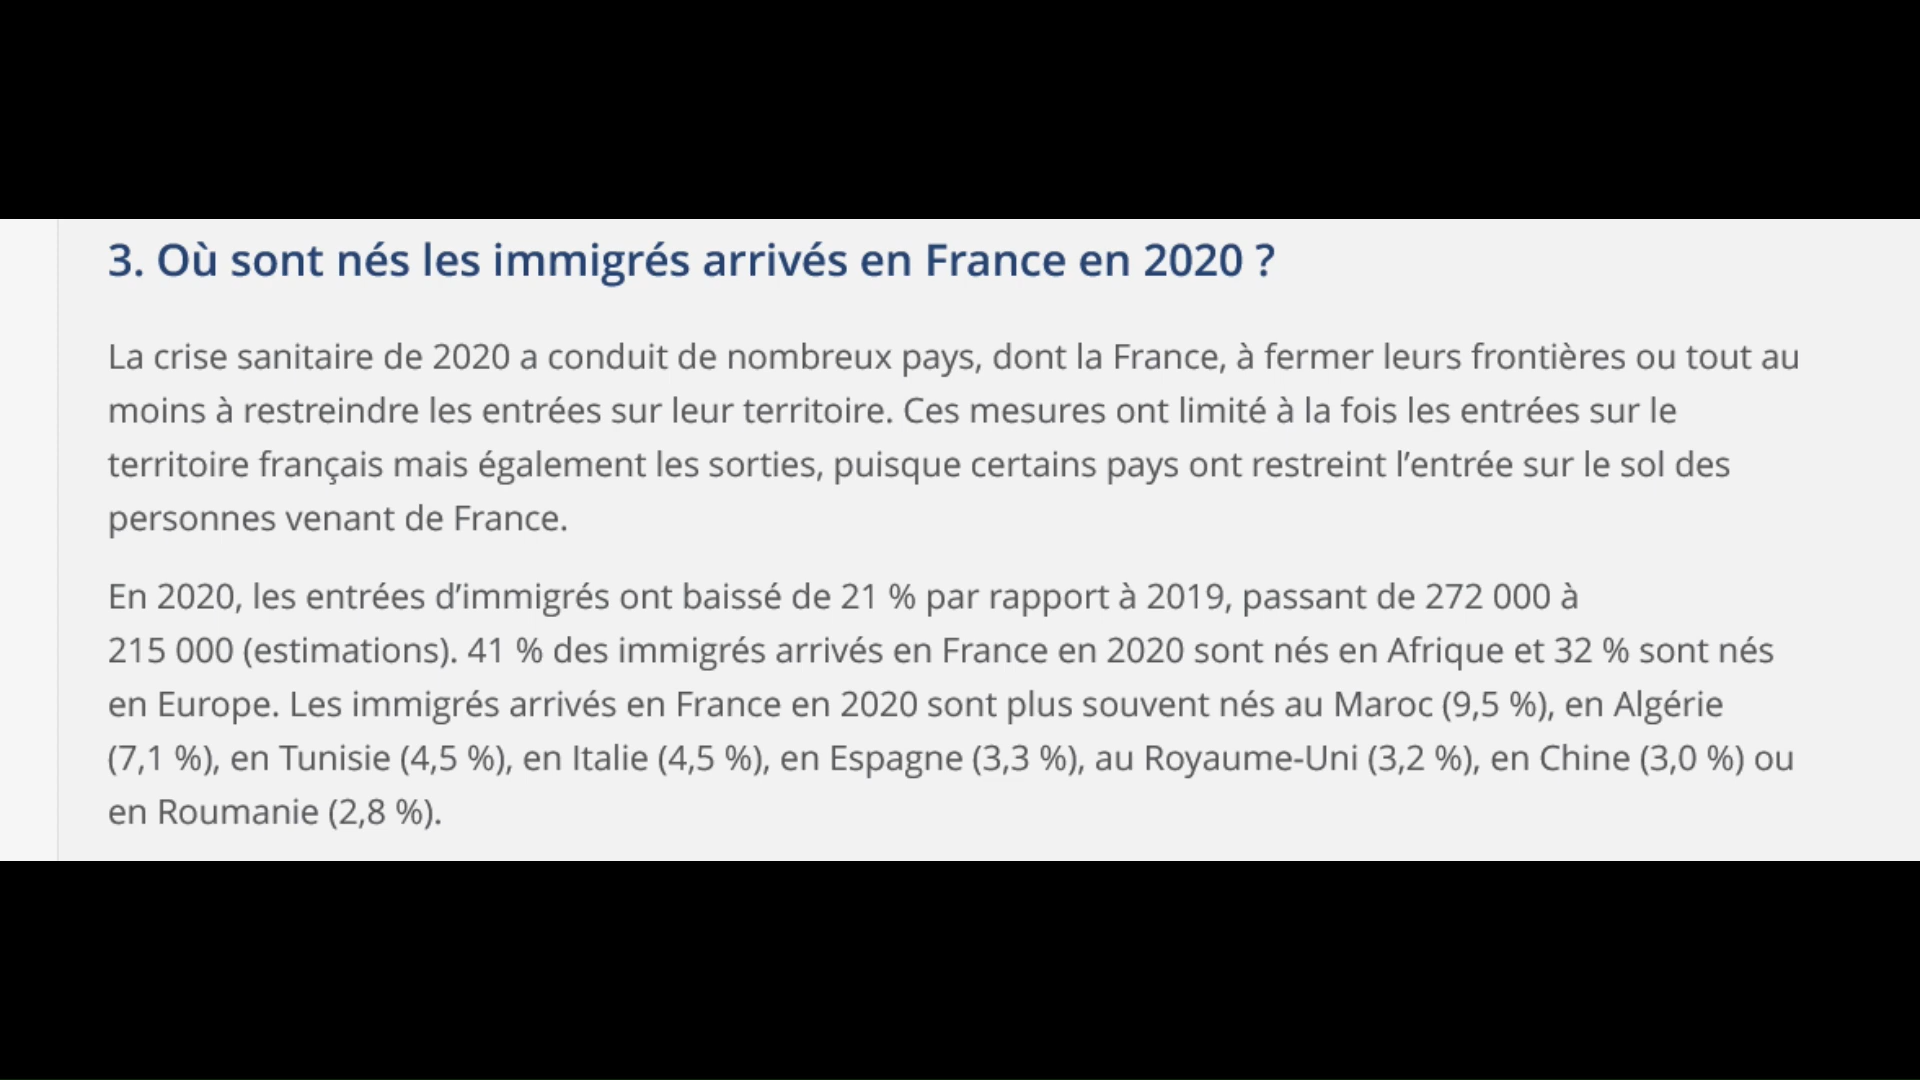 3. Où sont nés les immigrés arrivés en France en 2020 ?
La crise sanitaire de 2020 a conduit de nombreux pays, dont la France, à fermer leurs frontières ou tout au
moins à restreindre les entrées sur leur territoire. Ces mesures ont limité à la fois les entrées sur le
territoire français mais également les sorties, puisque certains pays ont restreint l’entrée sur le sol des
personnes venant de France.
En 2020, les entrées d’immigrés ont baissé de 21 % par rapport à 2019, passant de 272 000 à
215 000 (estimations). 41 % des immigrés arrivés en France en 2020 sont nés en Afrique et 32 % sont nés
en Europe. Les immigrés arrivés en France en 2020 sont plus souvent nés au Maroc (9,5 %), en Algérie
(7,1 %), en Tunisie (4,5 %), en Italie (4,5 %), en Espagne (3,3 %), au Royaume-Uni (3,2 %), en Chine (3,0 %) ou
en Roumanie (2,8 %).